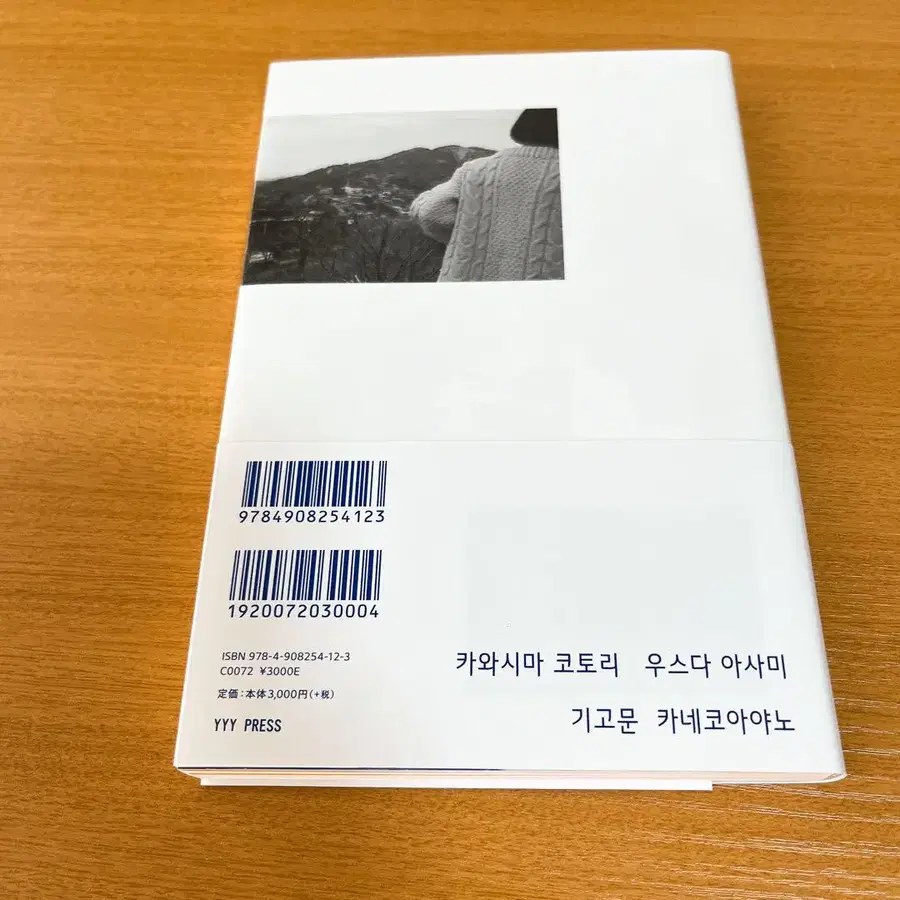 9784908254123
1920072030004
ISBN 978-4-908254-12-3
C0072 ¥3000E
定価：本体3,000円（+税）
YYY PRESS
카와시마 코토리 우스다 아사미
기고문 카네코아야노